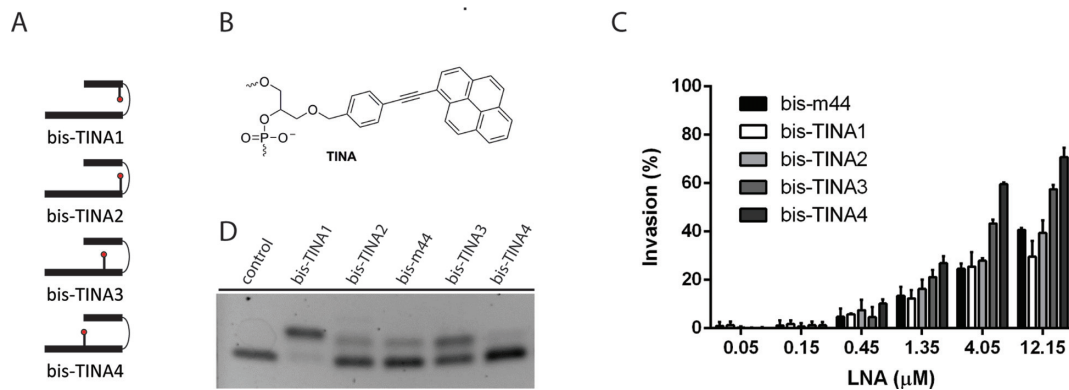 A
bis-TINA1
bis-TINA2
bis-TINA3
bis-TINA4
B
O
O
O
O=P-O⁻
TINA
D
control
bis-TINA1
bis-TINA2
bis-m44
bis-TINA3
bis-TINA4
C
Invasion (%)
100
80
60
40
20
0
bis-m44
bis-TINA1
bis-TINA2
bis-TINA3
bis-TINA4
0.05 0.15 0.45 1.35 4.05 12.15
LNA (µM)